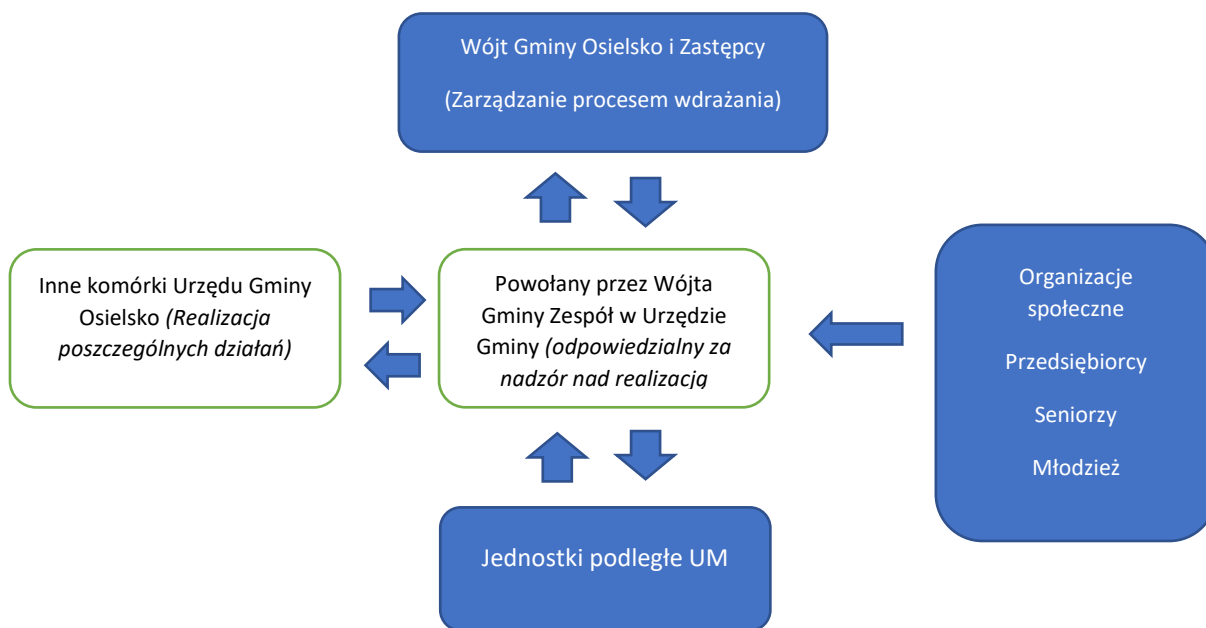 Wójt Gminy Osielsko i Zastępcy
(Zarządzanie procesem wdrażania)
Inne komórki Urzędu Gminy
Osielsko (Realizacja
poszczególnych działań)
Powołany przez Wójta
Gminy Zespół w Urzędzie
Gminy (odpowiedzialny za
nadzór nad realizacją
Organizacje
społeczne
Przedsiębiorcy
Seniorzy
Młodzież
Jednostki podległe UM